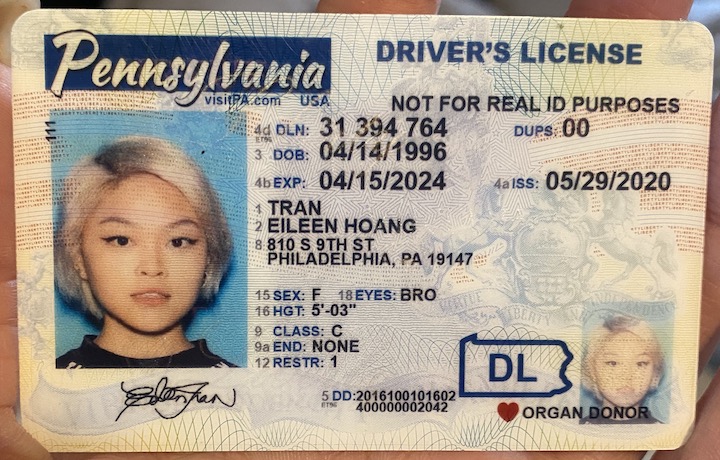 Pennsylvania
visitPA.com USA
DRIVER'S LICENSE
NOT FOR REAL ID PURPOSES
4d DLN: 31 394 764 DUPS: 00
3 DOB: 04/14/1996
4b EXP: 04/15/2024 4a ISS: 05/29/2020
1 TRAN
2 EILEEN HOANG
8 810 S 9TH ST
PHILADELPHIA, PA 19147
15 SEX: F 18 EYES: BRO
16 HGT: 5'-03"
9 CLASS: C
9a END: NONE
12 RESTR: 1
5 DD: 2016100101602
400000002042
DL
ORGAN DONOR